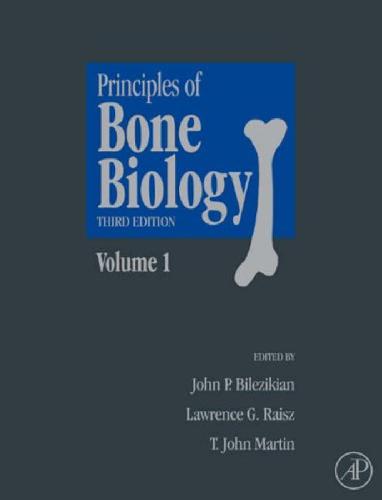 Principles of
Bone
Biology
THIRD EDITION
Volume 1
EDITED BY
John P. Bilezikian
Lawrence G. Raisz
T. John Martin
AP